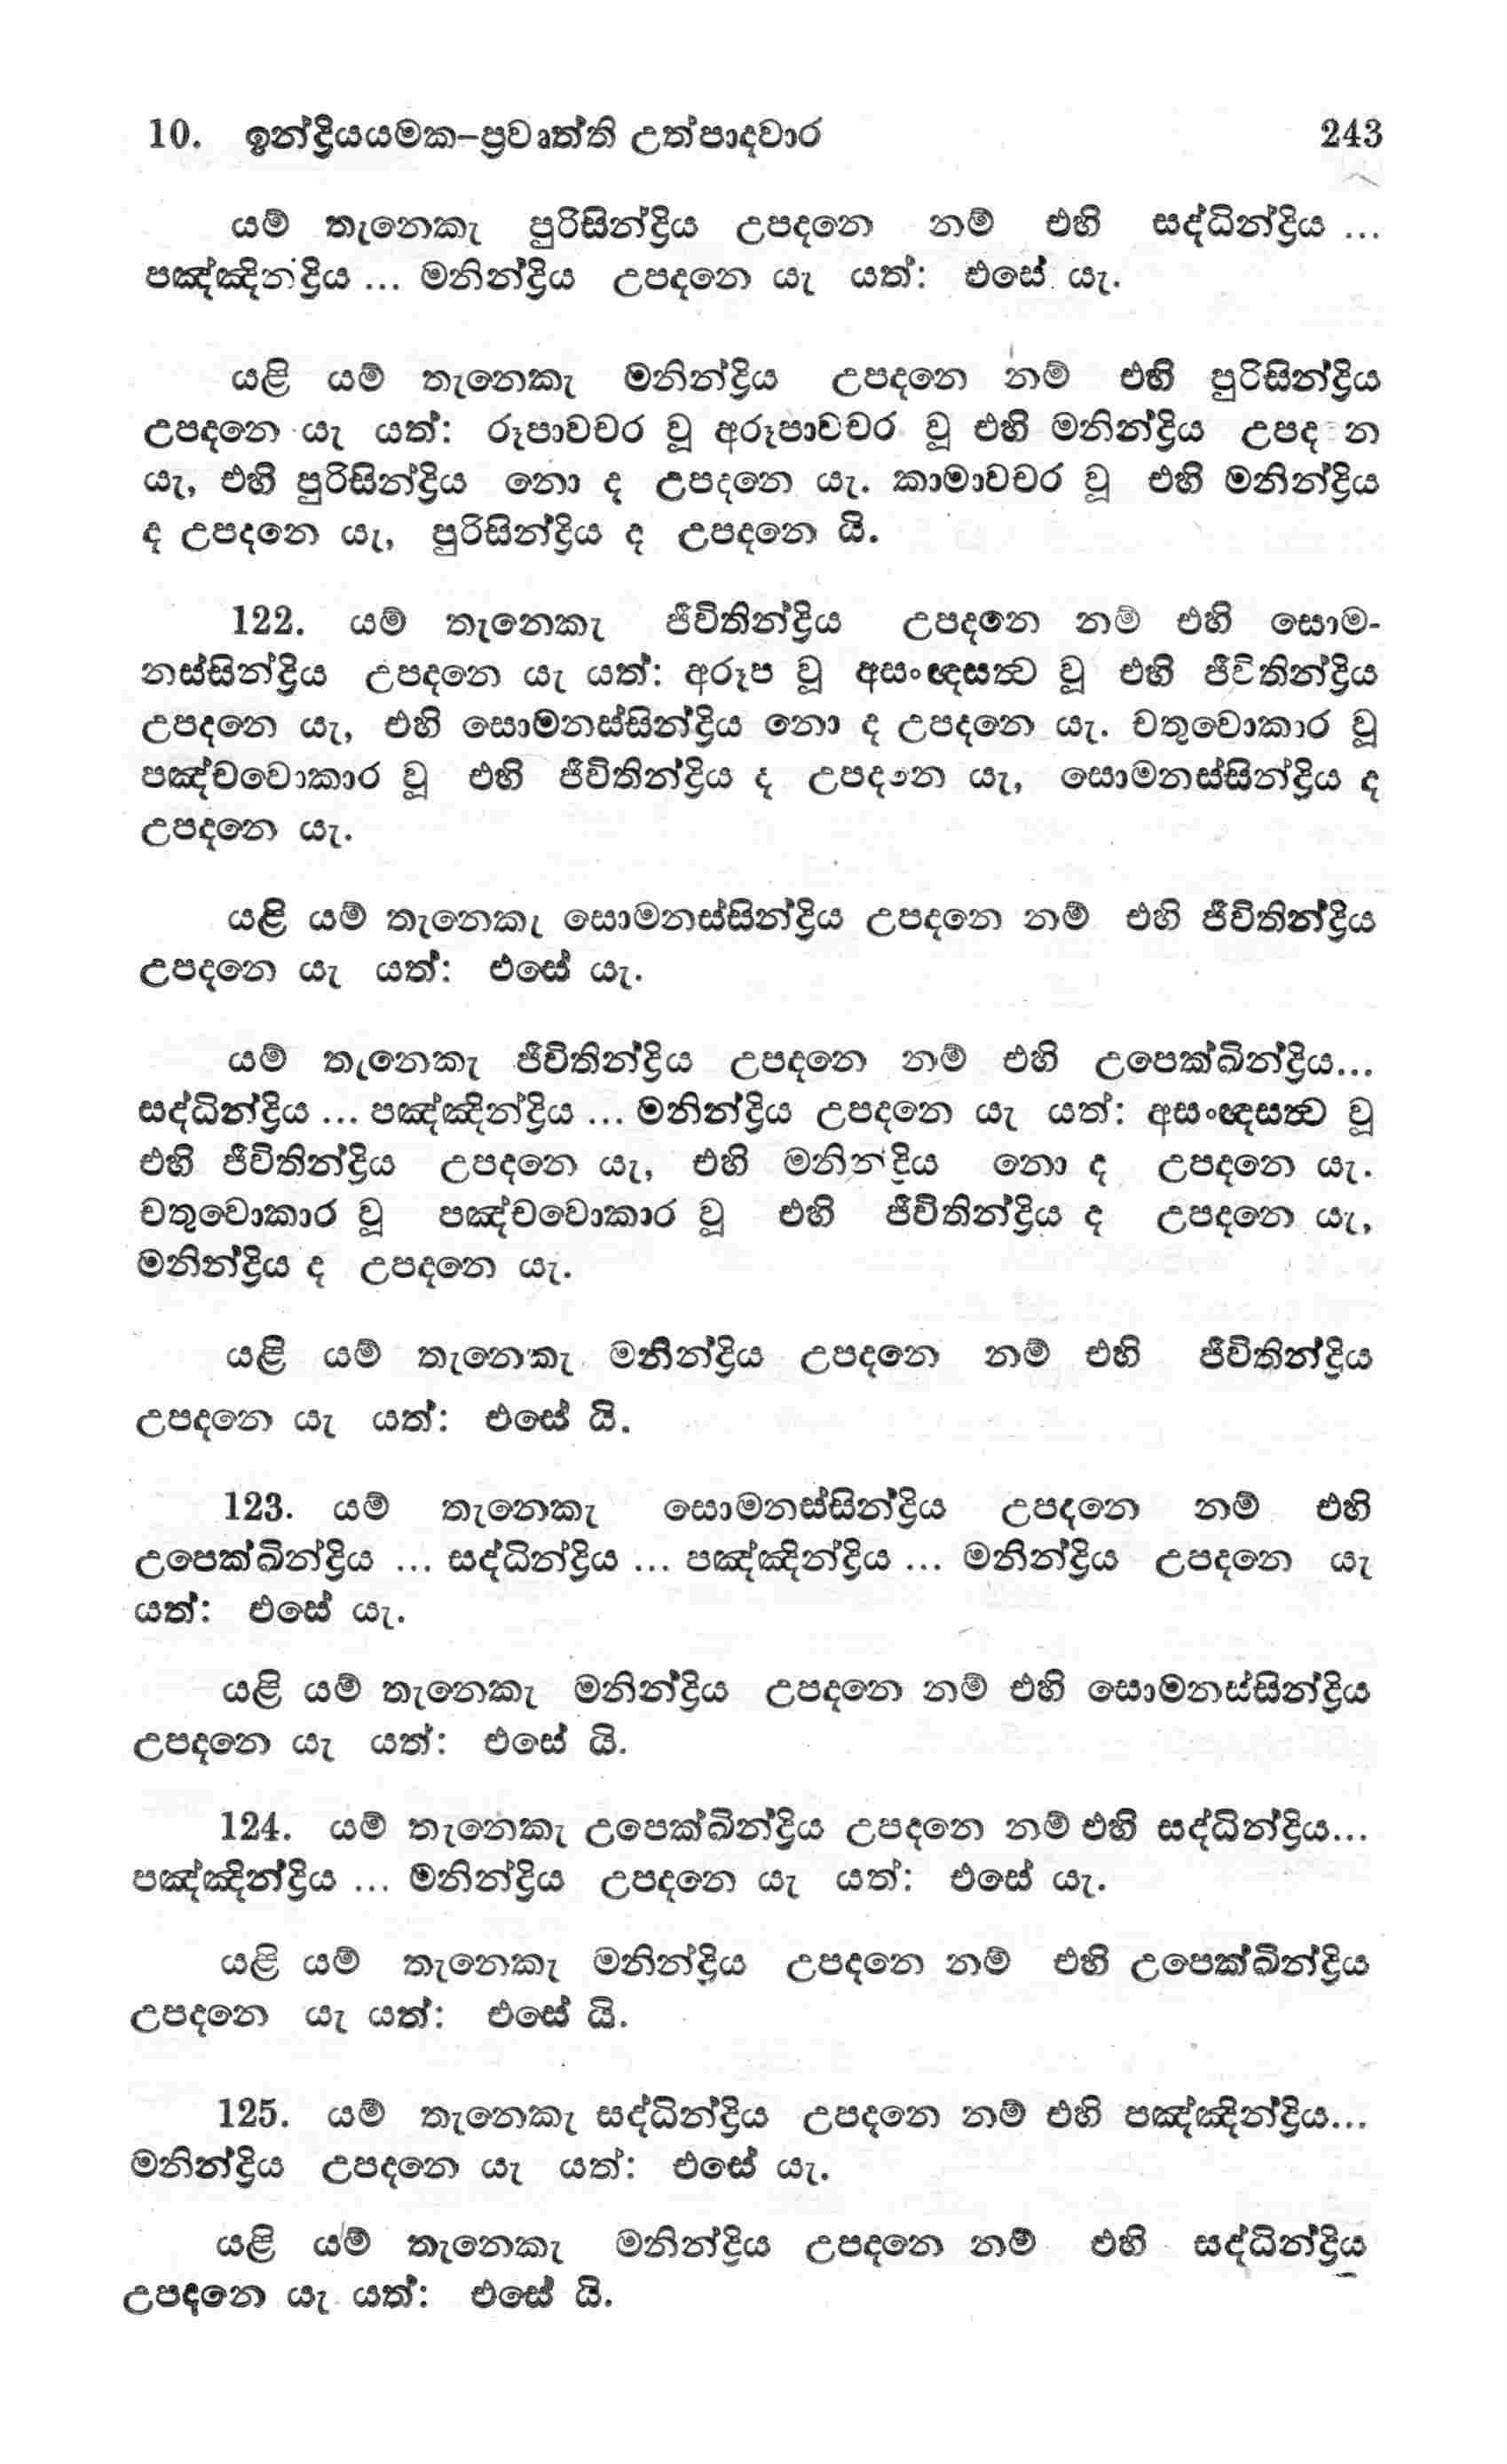 10. ඉන්ද්‍රියයමක-ප්‍රවෘත්ති උත්පාදවාර 243
යම් තැනෙකැ පුරිසින්ද්‍රිය උපදනෙ නම් එහි සද්ධින්ද්‍රිය ...
පඤ්ඤින්ද්‍රිය ... මනින්ද්‍රිය උපදනෙ යැ යත්: එසේ යැ.
යළි යම් තැනෙකැ මනින්ද්‍රිය උපදනෙ නම් එහි පුරිසින්ද්‍රිය
උපදනෙ යැ යත්: රූපාවචර වූ අරූපාවචර වූ එහි මනින්ද්‍රිය උපදනෙ
යැ, එහි පුරිසින්ද්‍රිය නො ද උපදනෙ යැ. කාමාවචර වූ එහි මනින්ද්‍රිය
ද උපදනෙ යැ, පුරිසින්ද්‍රිය ද උපදනෙ යි.
122. යම් තැනෙකැ ජීවිතින්ද්‍රිය උපදනෙ නම් එහි සොම-
නස්සින්ද්‍රිය උපදනෙ යැ යත්: අරූප වූ අසංඥසත්‍ව වූ එහි ජීවිතින්ද්‍රිය
උපදනෙ යැ, එහි සොමනස්සින්ද්‍රිය නො ද උපදනෙ යැ. චතුවොකාර වූ
පඤ්චවොකාර වූ එහි ජීවිතින්ද්‍රිය ද උපදනෙ යැ, සොමනස්සින්ද්‍රිය ද
උපදනෙ යැ.
යළි යම් තැනෙකැ සොමනස්සින්ද්‍රිය උපදනෙ නම් එහි ජීවිතින්ද්‍රිය
උපදනෙ යැ යත්: එසේ යැ.
යම් තැනෙකැ ජීවිතින්ද්‍රිය උපදනෙ නම් එහි උපෙක්ඛින්ද්‍රිය...
සද්ධින්ද්‍රිය ... පඤ්ඤින්ද්‍රිය ... මනින්ද්‍රිය උපදනෙ යැ යත්: අසංඥසත්‍ව වූ
එහි ජීවිතින්ද්‍රිය උපදනෙ යැ, එහි මනින්ද්‍රිය නො ද උපදනෙ යැ.
චතුවොකාර වූ පඤ්චවොකාර වූ එහි ජීවිතින්ද්‍රිය ද උපදනෙ යැ,
මනින්ද්‍රිය ද උපදනෙ යැ.
යළි යම් තැනෙකැ මනින්ද්‍රිය උපදනෙ නම් එහි ජීවිතින්ද්‍රිය
උපදනෙ යැ යත්: එසේ යි.
123. යම් තැනෙකැ සොමනස්සින්ද්‍රිය උපදනෙ නම් එහි
උපෙක්ඛින්ද්‍රිය ... සද්ධින්ද්‍රිය ... පඤ්ඤින්ද්‍රිය ... මනින්ද්‍රිය උපදනෙ යැ
යත්: එසේ යැ.
යළි යම් තැනෙකැ මනින්ද්‍රිය උපදනෙ නම් එහි සොමනස්සින්ද්‍රිය
උපදනෙ යැ යත්: එසේ යි.
124. යම් තැනෙකැ උපෙක්ඛින්ද්‍රිය උපදනෙ නම් එහි සද්ධින්ද්‍රිය...
පඤ්ඤින්ද්‍රිය ... මනින්ද්‍රිය උපදනෙ යැ යත්: එසේ යැ.
යළි යම් තැනෙකැ මනින්ද්‍රිය උපදනෙ නම් එහි උපෙක්ඛින්ද්‍රිය
උපදනෙ යැ යත්: එසේ යි.
125. යම් තැනෙකැ සද්ධින්ද්‍රිය උපදනෙ නම් එහි පඤ්ඤින්ද්‍රිය...
මනින්ද්‍රිය උපදනෙ යැ යත්: එසේ යැ.
යළි යම් තැනෙකැ මනින්ද්‍රිය උපදනෙ නම් එහි සද්ධින්ද්‍රිය
උපදනෙ යැ යත්: එසේ යි.